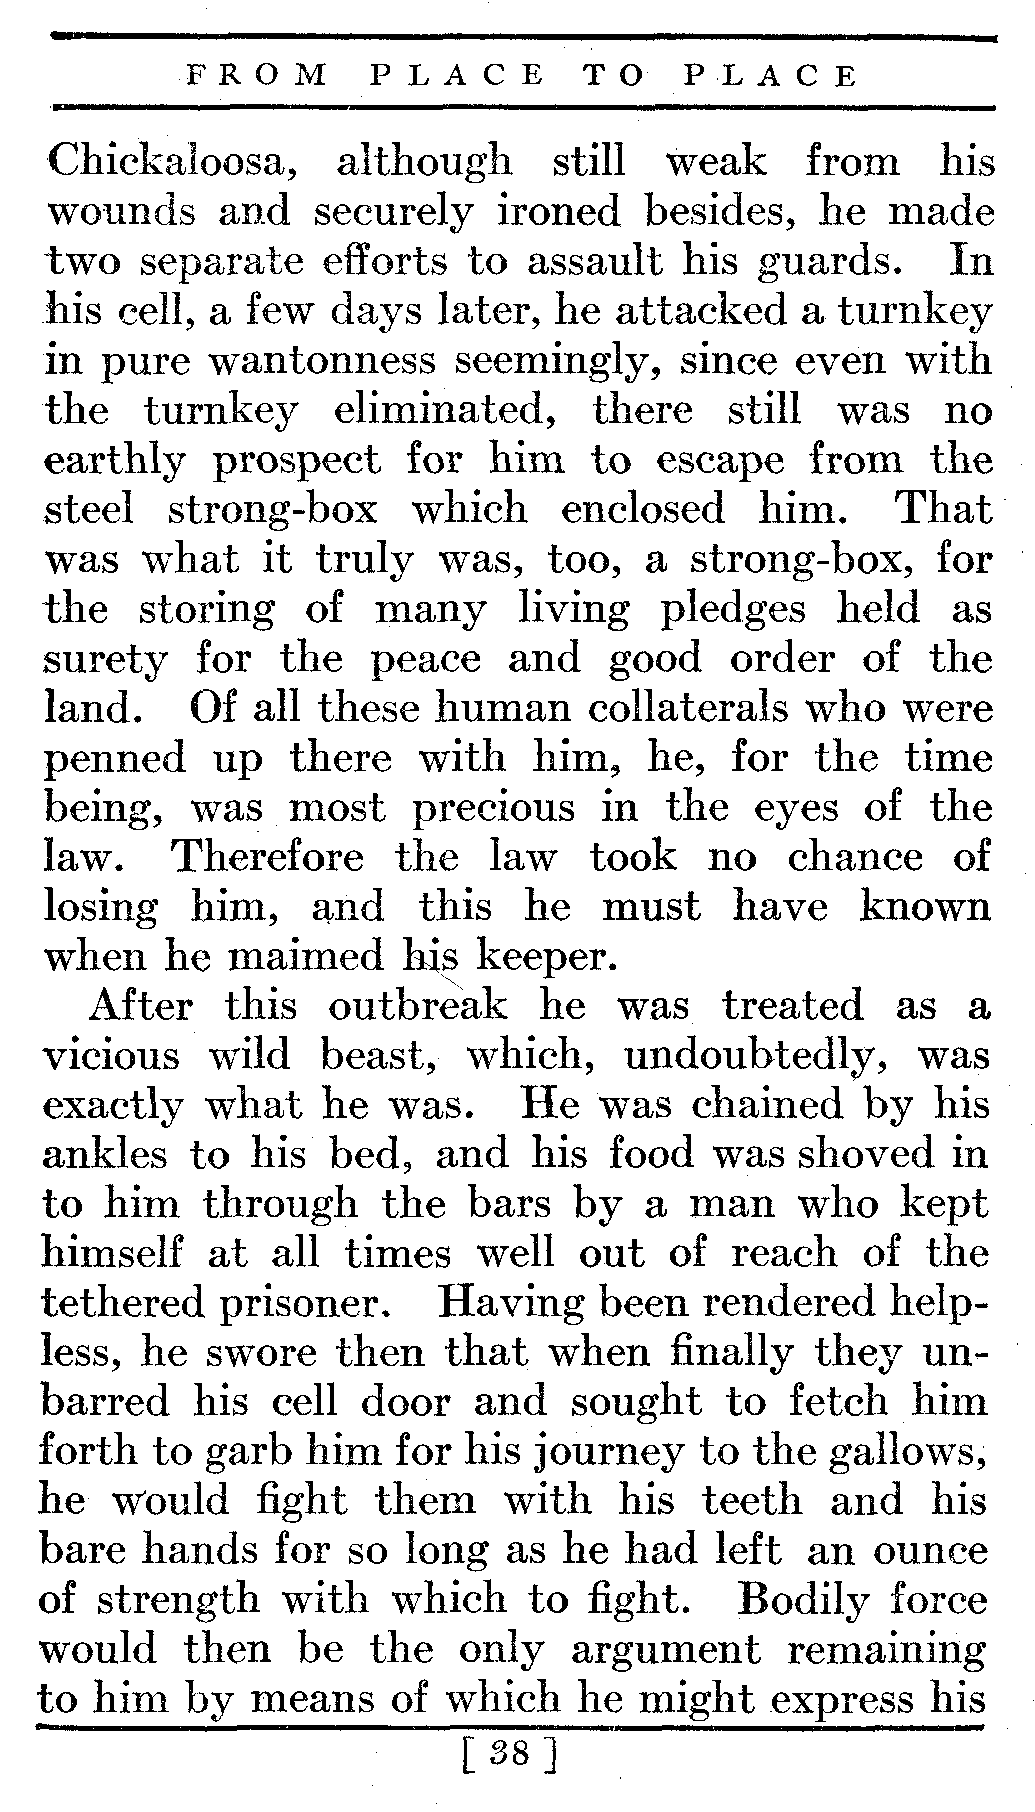 FROM PLACE TO PLACE
Chickaloosa, although still weak from his
wounds and securely ironed besides, he made
two separate efforts to assault his guards. In
his cell, a few days later, he attacked a turnkey
in pure wantonness seemingly, since even with
the turnkey eliminated, there still was no
earthly prospect for him to escape from the
steel strong-box which enclosed him. That
was what it truly was, too, a strong-box, for
the storing of many living pledges held as
surety for the peace and good order of the
land. Of all these human collaterals who were
penned up there with him, he, for the time
being, was most precious in the eyes of the
law. Therefore the law took no chance of
losing him, and this he must have known
when he maimed his keeper.
After this outbreak he was treated as a
vicious wild beast, which, undoubtedly, was
exactly what he was. He was chained by his
ankles to his bed, and his food was shoved in
to him through the bars by a man who kept
himself at all times well out of reach of the
tethered prisoner. Having been rendered help-
less, he swore then that when finally they un-
barred his cell door and sought to fetch him
forth to garb him for his journey to the gallows,
he would fight them with his teeth and his
bare hands for so long as he had left an ounce
of strength with which to fight. Bodily force
would then be the only argument remaining
to him by means of which he might express his
[ 38 ]